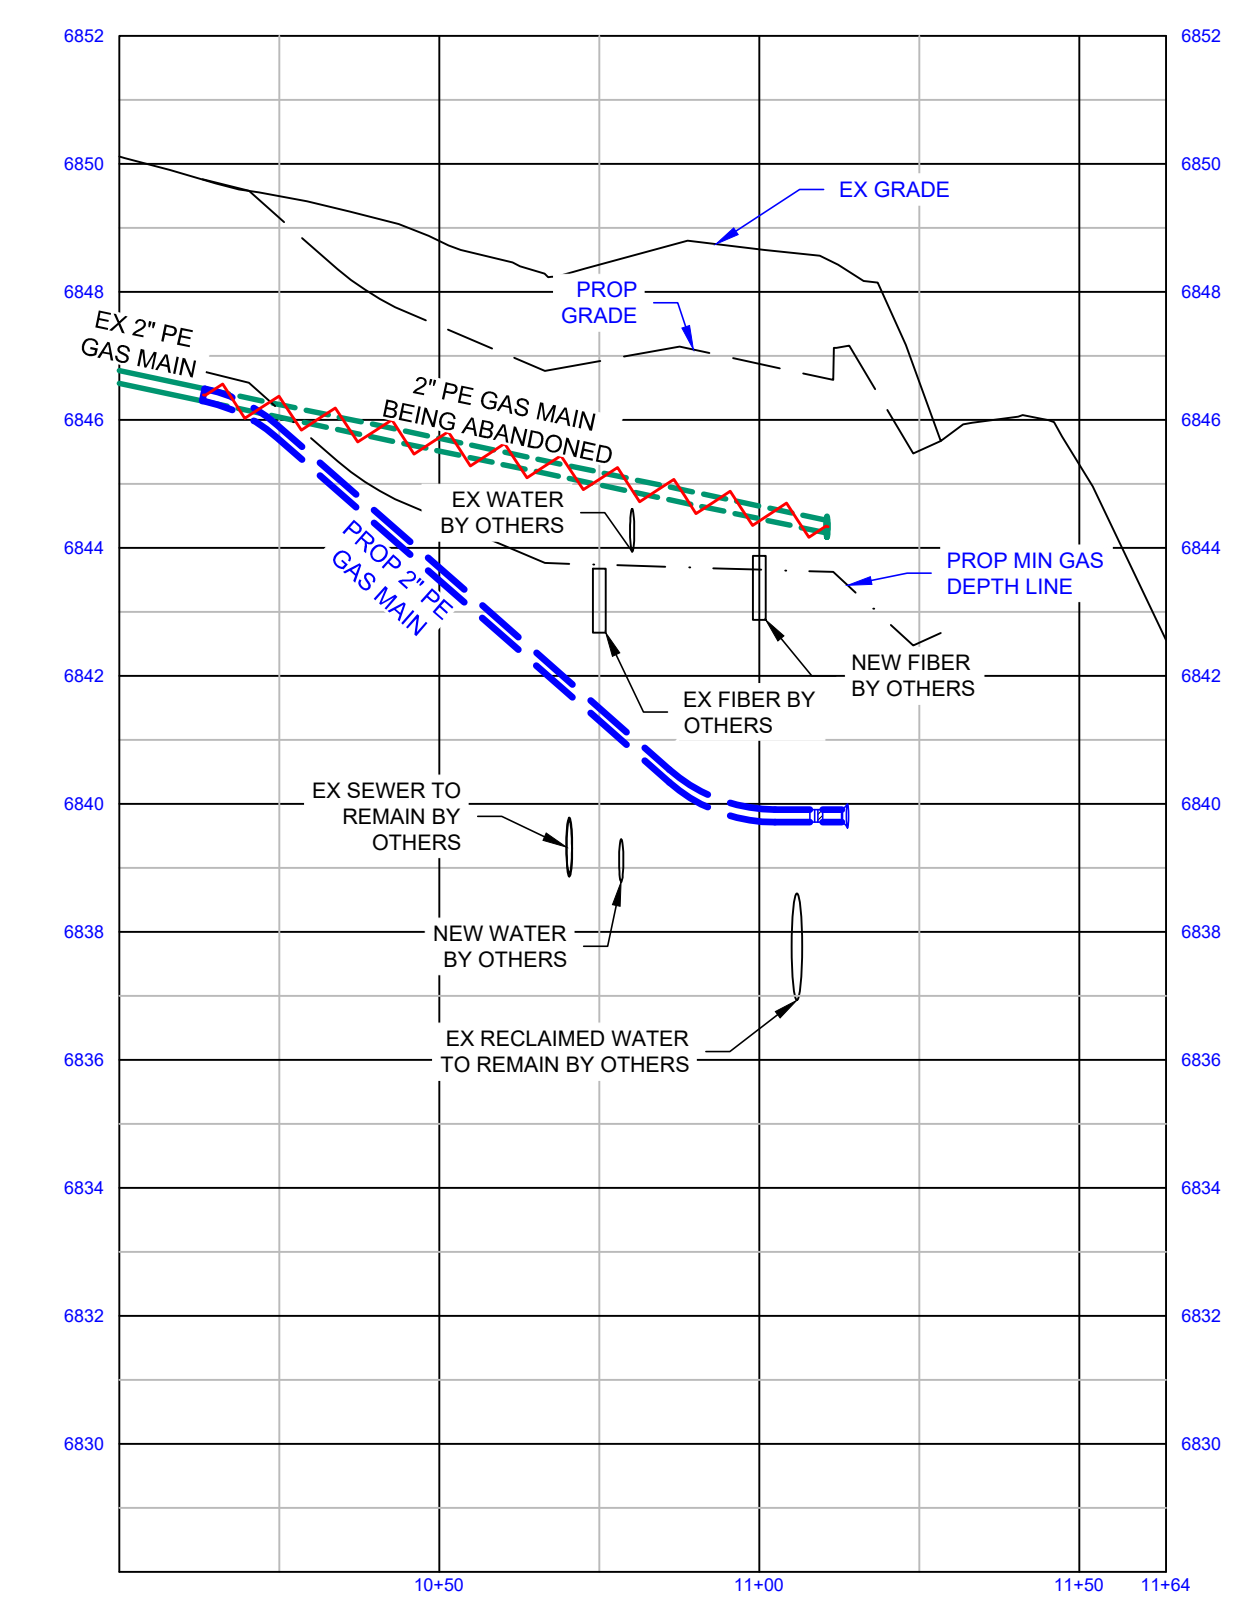 6852
6852
6850
6850
EX GRADE
PROP
GRADE
6848
6848
EX 2" PE
GAS MAIN
2" PE GAS MAIN
BEING ABANDONED
6846
6846
EX WATER
BY OTHERS
6844
6844
PROP 2" PE
GAS MAIN
PROP MIN GAS
DEPTH LINE
NEW FIBER
BY OTHERS
6842
6842
EX FIBER BY
OTHERS
EX SEWER TO
REMAIN BY
OTHERS
6840
6840
NEW WATER
BY OTHERS
6838
6838
EX RECLAIMED WATER
TO REMAIN BY OTHERS
6836
6836
6834
6834
6832
6832
6830
6830
10+50
11+00
11+50
11+64